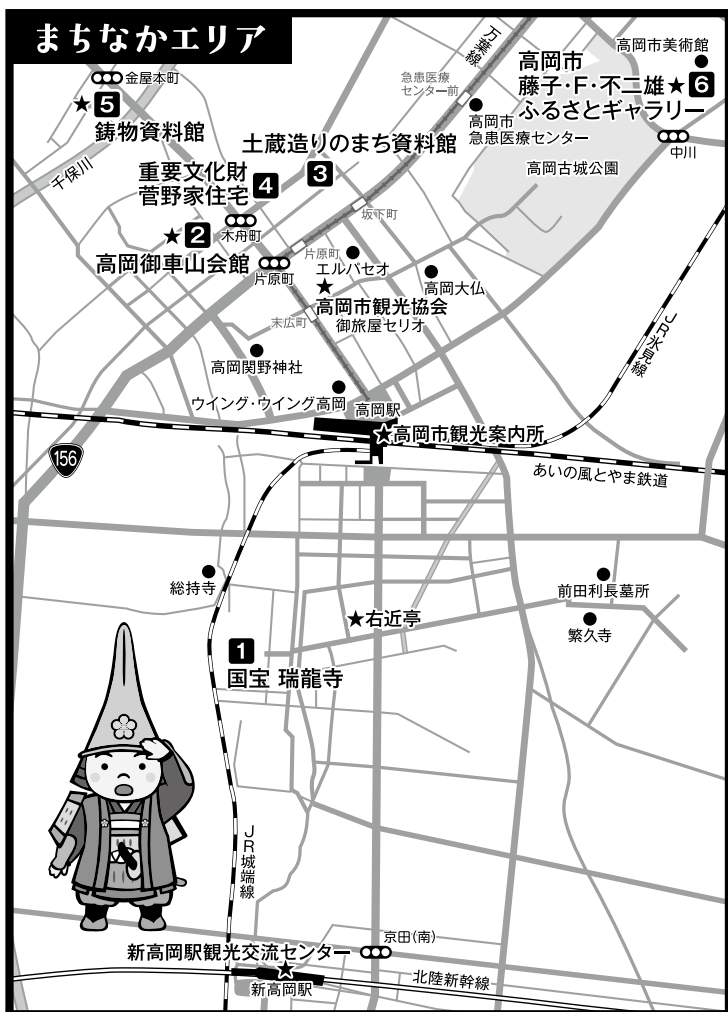 まちなかエリア
万葉線
高岡市美術館
金屋本町
急患医療
センター前
高岡市
藤子・F・不二雄★6
ふるさとギャラリー
★5
鋳物資料館
高岡市
急患医療センター
中川
土蔵造りのまち資料館
3
千保川
重要文化財
菅野家住宅
4
高岡古城公園
坂下町
木舟町
★2
高岡御車山会館
片原町
片原町
エルパセオ
高岡大仏
★
高岡市観光協会
御旅屋セリオ
末広町
JR氷見線
高岡関野神社
ウイング・ウイング高岡
高岡駅
★高岡市観光案内所
156
あいの風とやま鉄道
総持寺
前田利長墓所
★右近亭
繁久寺
1
国宝 瑞龍寺
JR城端線
京田(南)
新高岡駅観光交流センター
★
新高岡駅
北陸新幹線